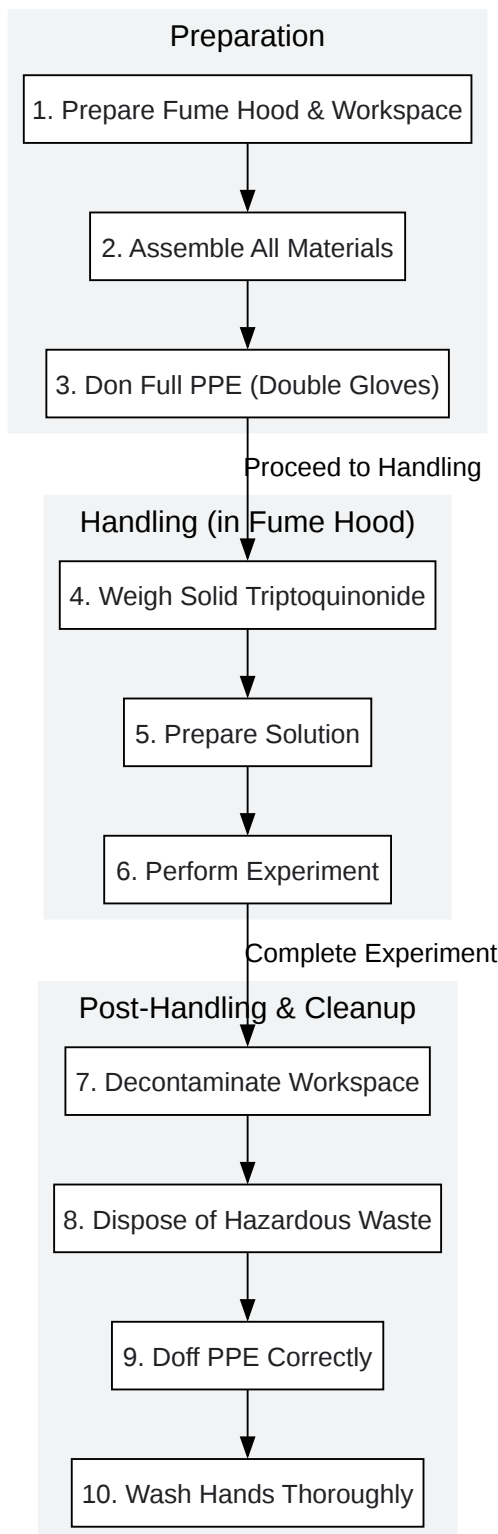 Preparation
1. Prepare Fume Hood & Workspace
2. Assemble All Materials
3. Don Full PPE (Double Gloves)
Proceed to Handling
Handling (in Fume Hood)
4. Weigh Solid Triptoquinonide
5. Prepare Solution
6. Perform Experiment
Complete Experiment
Post-Handling & Cleanup
7. Decontaminate Workspace
8. Dispose of Hazardous Waste
9. Doff PPE Correctly
10. Wash Hands Thoroughly